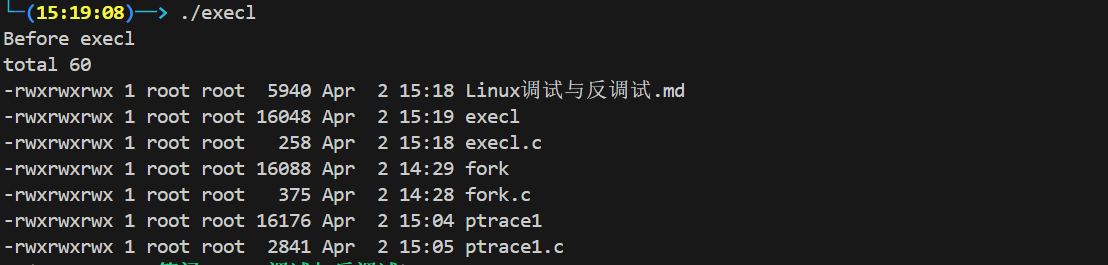 └─(15:19:08)──> ./execl
Before execl
total 60
-rwxrwxrwx 1 root root  5940 Apr  2 15:18 Linux调试与反调试.md
-rwxrwxrwx 1 root root 16048 Apr  2 15:19 execl
-rwxrwxrwx 1 root root   258 Apr  2 15:18 execl.c
-rwxrwxrwx 1 root root 16088 Apr  2 14:29 fork
-rwxrwxrwx 1 root root   375 Apr  2 14:28 fork.c
-rwxrwxrwx 1 root root 16176 Apr  2 15:04 ptrace1
-rwxrwxrwx 1 root root  2841 Apr  2 15:05 ptrace1.c